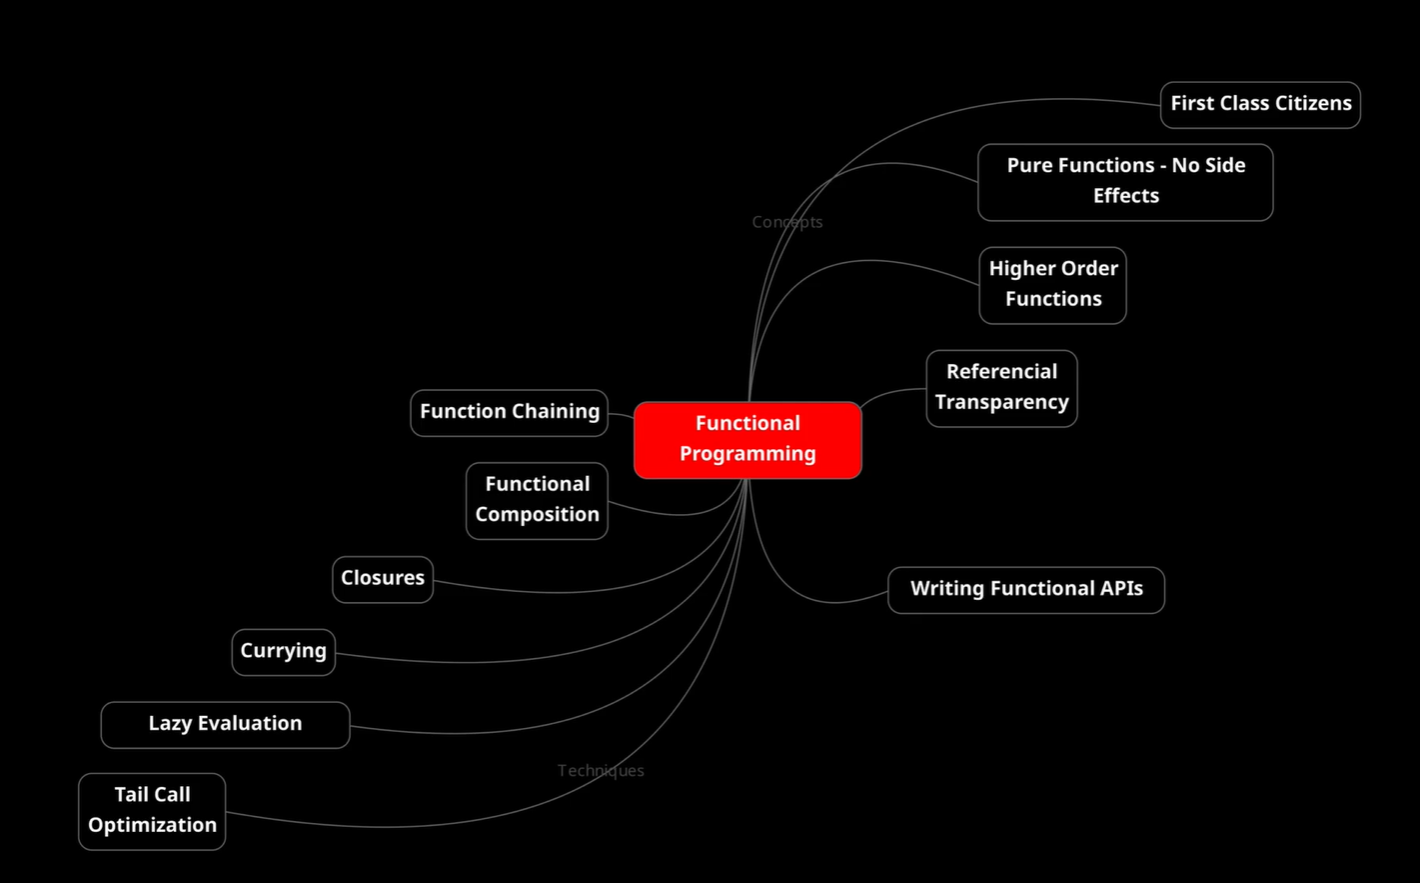 First Class Citizens
Pure Functions - No Side
Effects
Concepts
Higher Order
Functions
Referencial
Transparency
Function Chaining
Functional
Programming
Functional
Composition
Closures
Writing Functional APIs
Currying
Lazy Evaluation
Techniques
Tail Call
Optimization